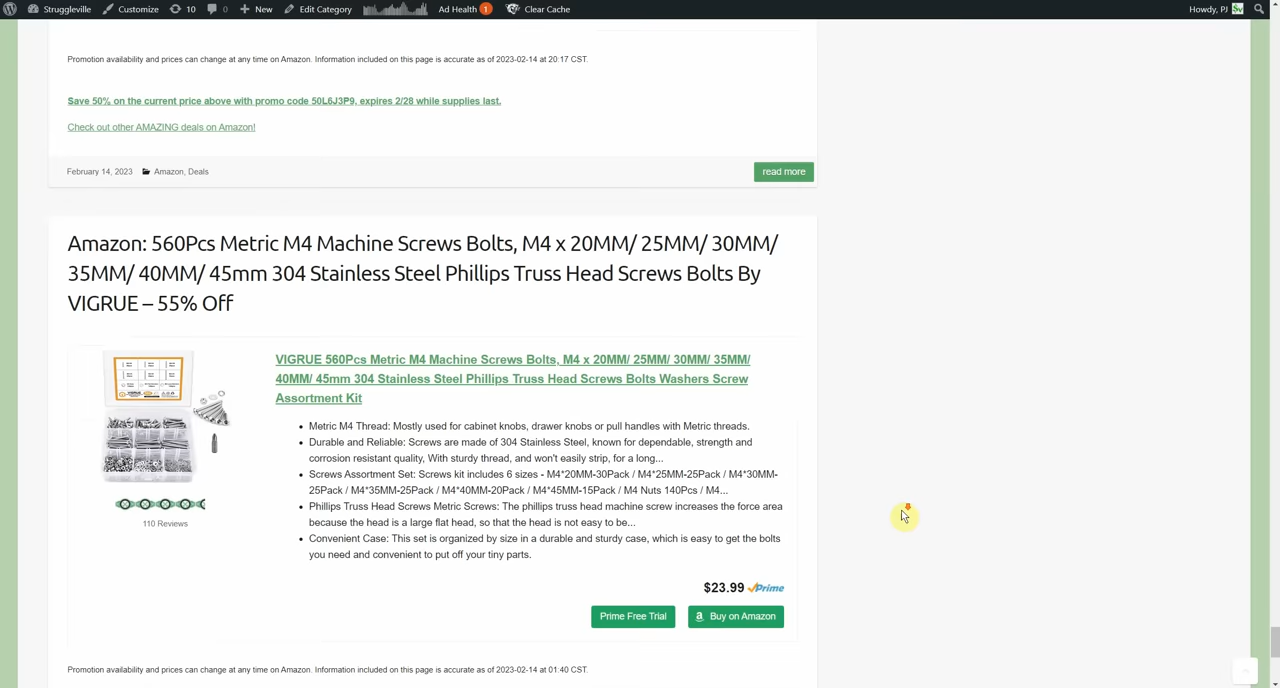 Struggleville Customize 10 0 New Edit Category Ad Health 1 Clear Cache Howdy, PJ
Promotion availability and prices can change at any time on Amazon. Information included on this page is accurate as of 2023-02-14 at 20:17 CST.
Save 50% on the current price above with promo code 50L6J3P9, expires 2/28 while supplies last.
Check out other AMAZING deals on Amazon!
February 14, 2023 Amazon, Deals read more
Amazon: 560Pcs Metric M4 Machine Screws Bolts, M4 x 20MM/ 25MM/ 30MM/
35MM/ 40MM/ 45mm 304 Stainless Steel Phillips Truss Head Screws Bolts By
VIGRUE – 55% Off
VIGRUE 560Pcs Metric M4 Machine Screws Bolts, M4 x 20MM/ 25MM/ 30MM/ 35MM/
40MM/ 45mm 304 Stainless Steel Phillips Truss Head Screws Bolts Washers Screw
Assortment Kit
Metric M4 Thread: Mostly used for cabinet knobs, drawer knobs or pull handles with Metric threads.
Durable and Reliable: Screws are made of 304 Stainless Steel, known for dependable, strength and
corrosion resistant quality, With sturdy thread, and won't easily strip, for a long...
Screws Assortment Set: Screws kit includes 6 sizes - M4*20MM-30Pack / M4*25MM-25Pack / M4*30MM-
25Pack / M4*35MM-25Pack / M4*40MM-20Pack / M4*45MM-15Pack / M4 Nuts 140Pcs / M4...
Phillips Truss Head Screws Metric Screws: The phillips truss head machine screw increases the force area
because the head is a large flat head, so that the head is not easy to be...
Convenient Case: This set is organized by size in a durable and sturdy case, which is easy to get the bolts
you need and convenient to put off your tiny parts.
110 Reviews
$23.99 Prime
Prime Free Trial Buy on Amazon
Promotion availability and prices can change at any time on Amazon. Information included on this page is accurate as of 2023-02-14 at 01:40 CST.